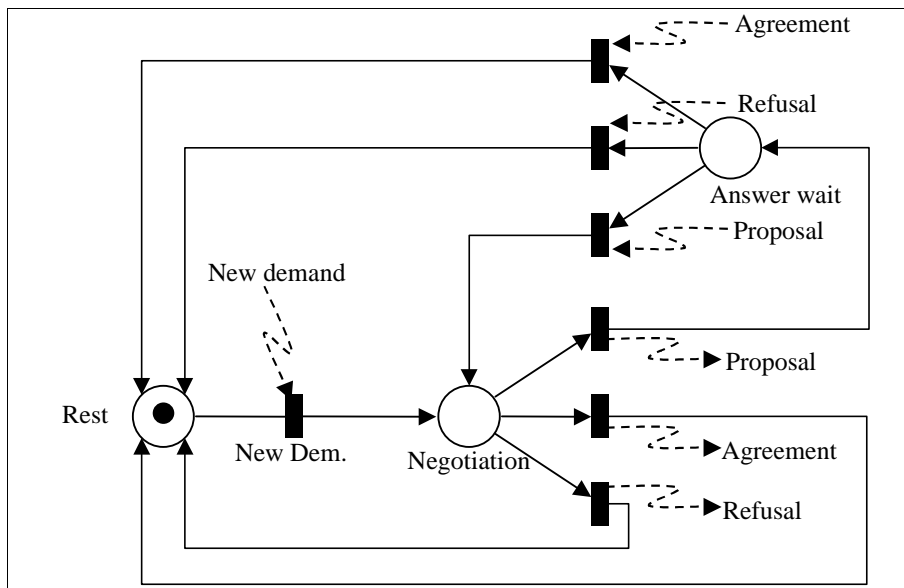 Agreement
Refusal
Answer wait
Proposal
New demand
Proposal
Rest
New Dem.
Negotiation
Agreement
Refusal